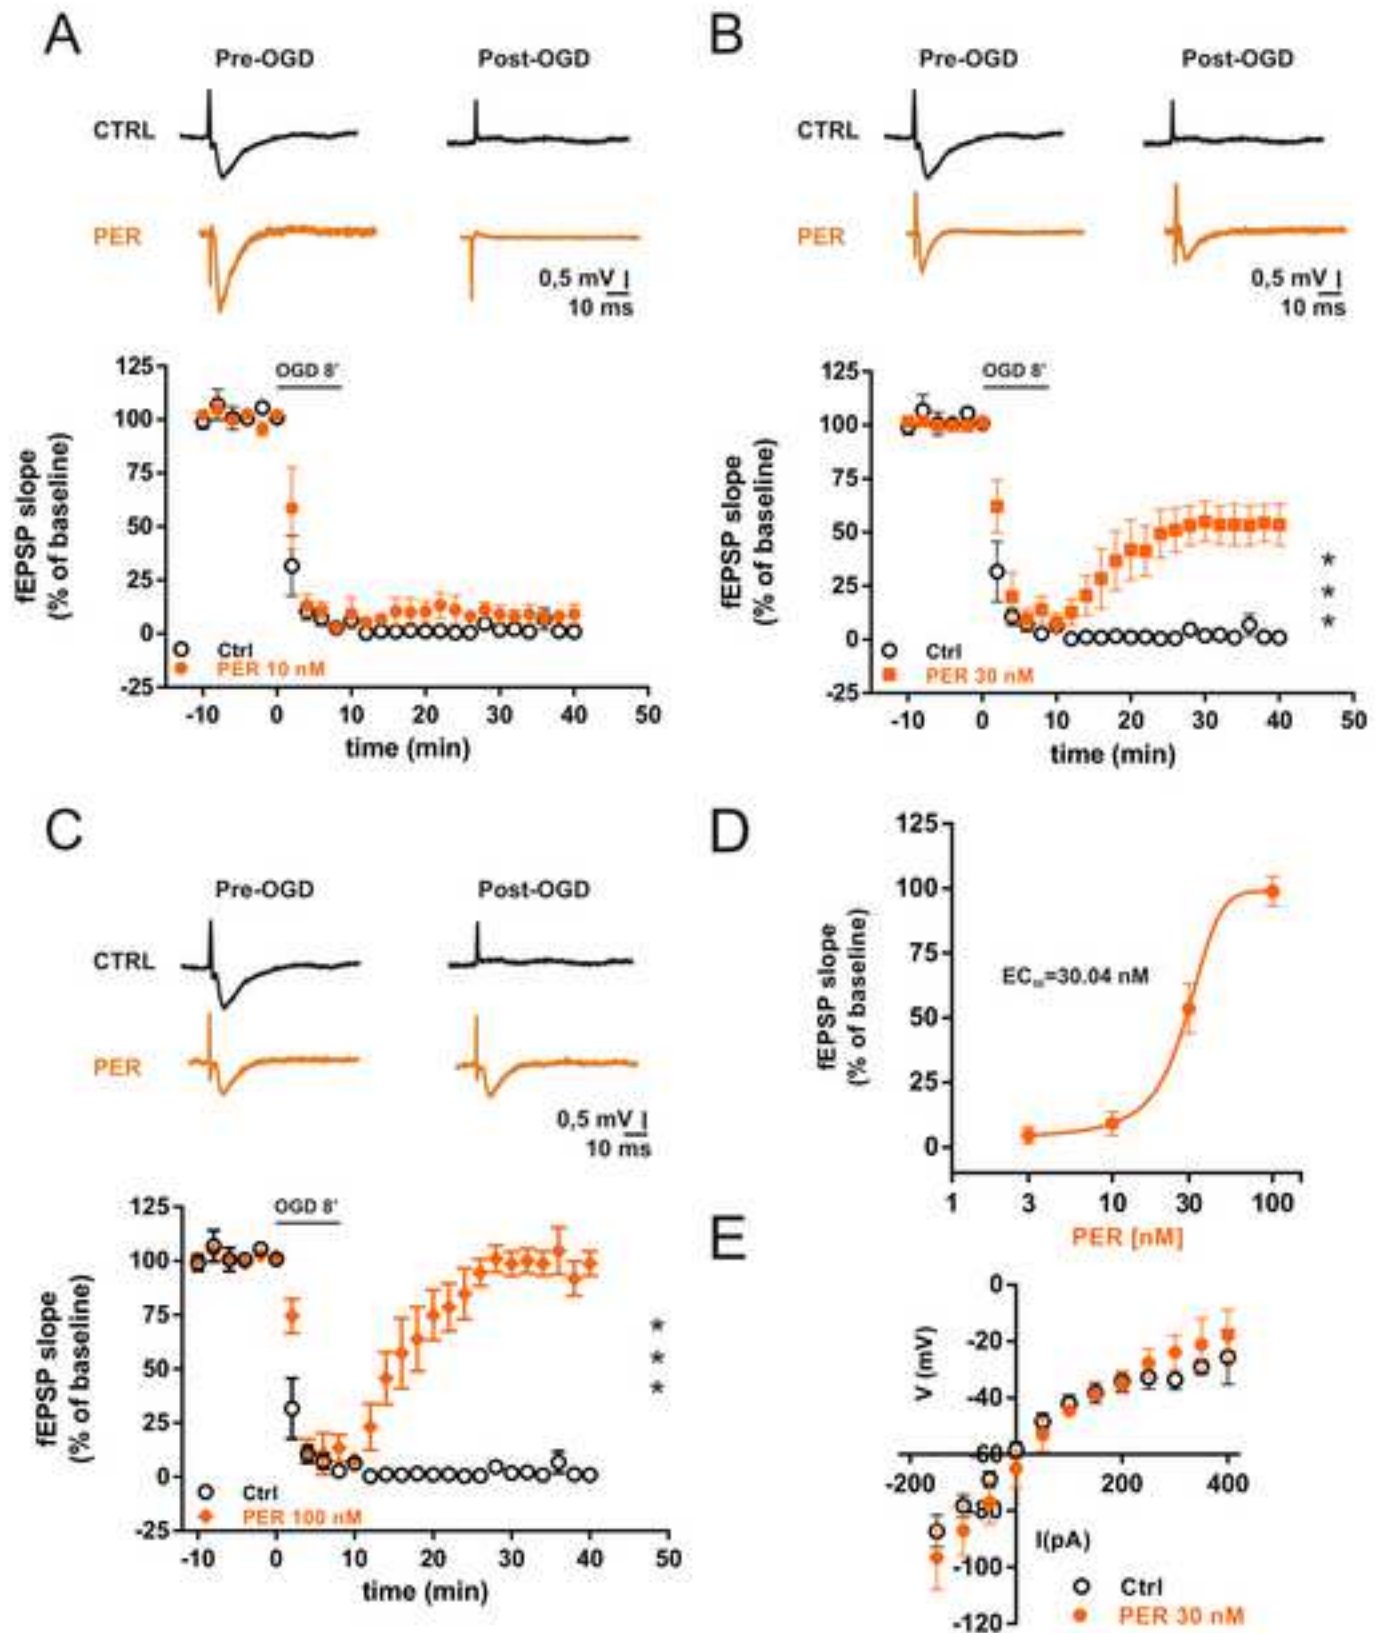 A
Pre-OGD
Post-OGD
CTRL
PER
0,5 mV
10 ms
125
100
75
50
25
0
-25
OGD 8'
fEPSP slope
(% of baseline)
Ctrl
PER 10 nM
-10
0
10
20
30
40
50
time (min)
B
Pre-OGD
Post-OGD
CTRL
PER
0,5 mV
10 ms
125
100
75
50
25
0
-25
OGD 8'
fEPSP slope
(% of baseline)
* * *
Ctrl
PER 30 nM
-10
0
10
20
30
40
50
time (min)
C
Pre-OGD
Post-OGD
CTRL
PER
0,5 mV
10 ms
125
100
75
50
25
0
-25
OGD 8'
fEPSP slope
(% of baseline)
* * *
Ctrl
PER 100 nM
-10
0
10
20
30
40
50
time (min)
D
125
100
75
50
25
0
fEPSP slope
(% of baseline)
=30.04 nM
1
3
10
30
100
PER [nM]
E
0
-20
-40
-60
-80
-100
-120
V (mV)
-200
200
400
I(pA)
Ctrl
PER 30 nM